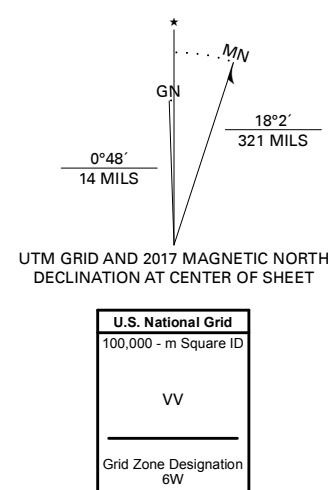 ★
MN
GN
18°2´
321 MILS
0°48´
14 MILS
UTM GRID AND 2017 MAGNETIC NORTH
DECLINATION AT CENTER OF SHEET
U.S. National Grid
100,000 - m Square ID
VV
Grid Zone Designation
6W